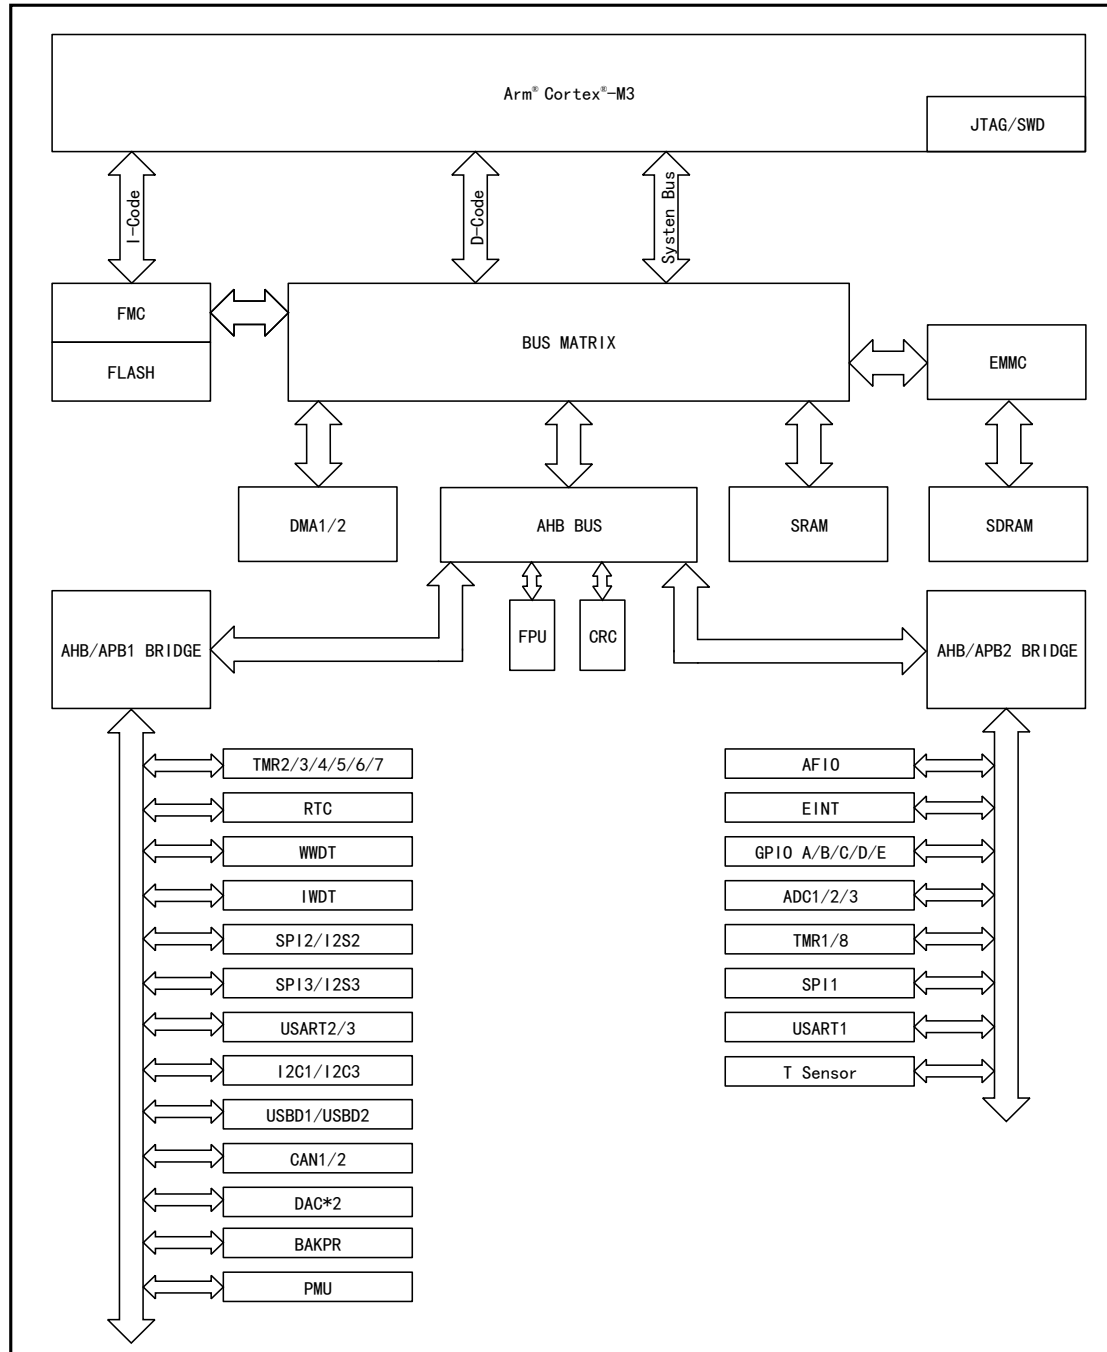 Arm® Cortex®-M3
JTAG/SWD
I-Code
D-Code
Systen Bus
FMC
FLASH
BUS MATRIX
EMMC
DMA1/2
AHB BUS
SRAM
SDRAM
FPU
CRC
AHB/APB1 BRIDGE
AHB/APB2 BRIDGE
TMR2/3/4/5/6/7
RTC
WWDT
IWDT
SPI2/I2S2
SPI3/I2S3
USART2/3
I2C1/I2C3
USBD1/USBD2
CAN1/2
DAC*2
BAKPR
PMU
AFIO
EINT
GPIO A/B/C/D/E
ADC1/2/3
TMR1/8
SPI1
USART1
T Sensor